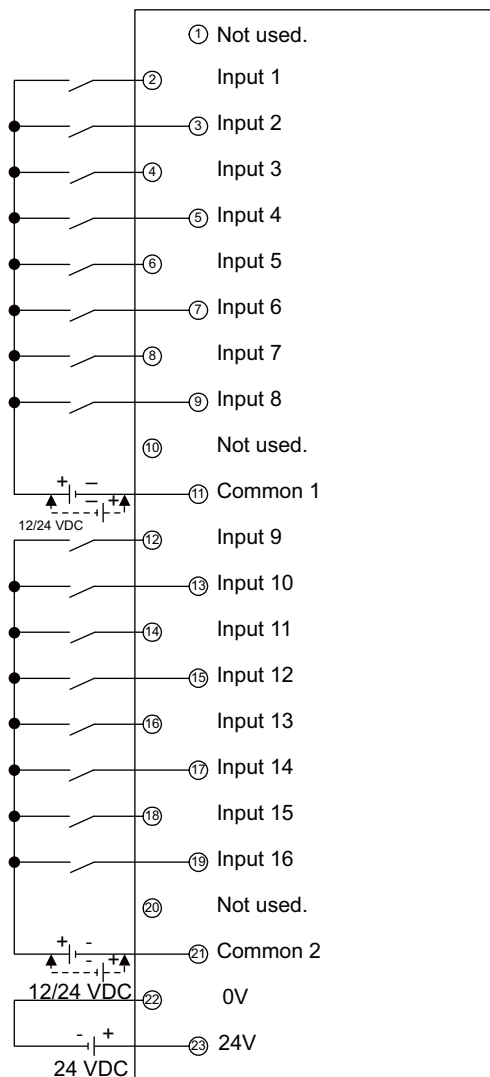 ① Not used.
② Input 1
③ Input 2
④ Input 3
⑤ Input 4
⑥ Input 5
⑦ Input 6
⑧ Input 7
⑨ Input 8
⑩ Not used.
+ –
⑪ Common 1
– +
12/24 VDC
⑫ Input 9
⑬ Input 10
⑭ Input 11
⑮ Input 12
⑯ Input 13
⑰ Input 14
⑱ Input 15
⑲ Input 16
⑳ Not used.
+ -
㉑ Common 2
- +
12/24 VDC
㉒ 0V
- +
㉓ 24V
24 VDC